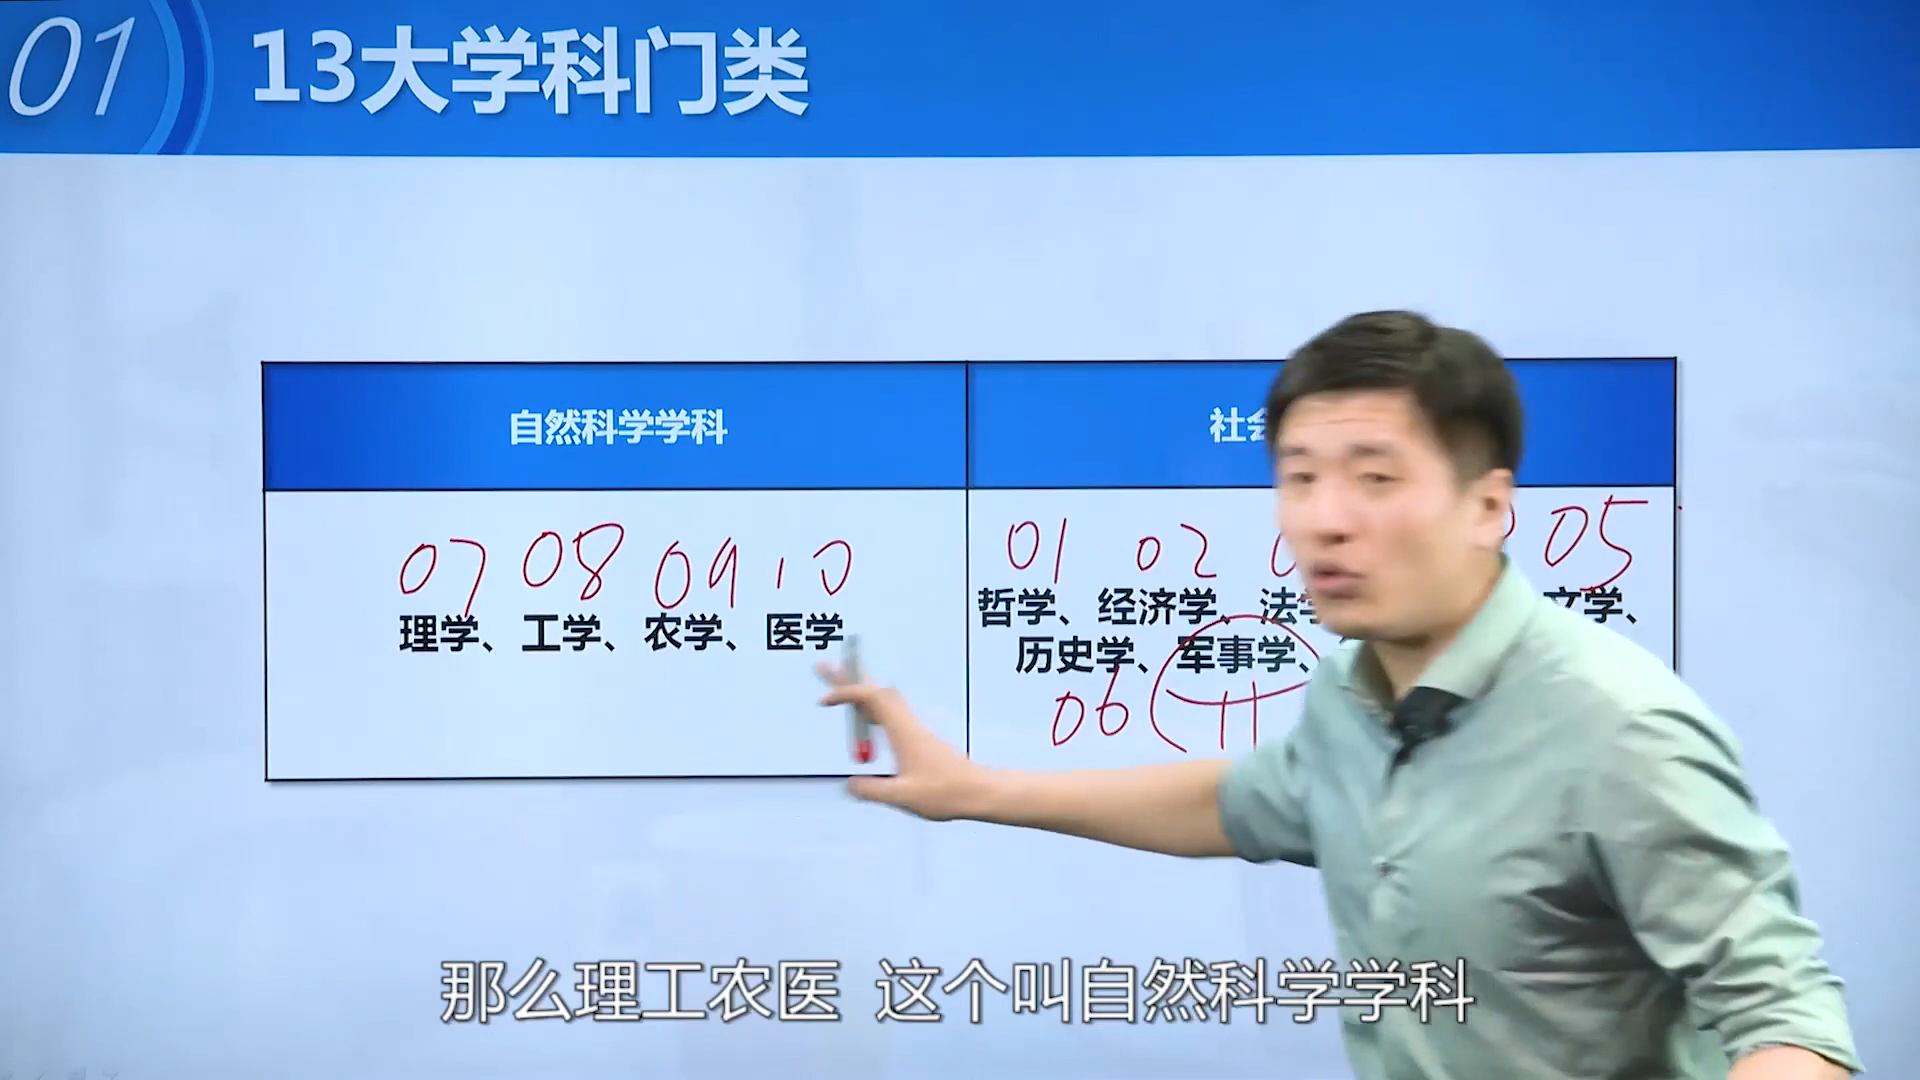 01 13大学科门类
自然科学学科 社会
07 08 09 10 01 02 05
理学、工学、农学、医学 哲学、经济学、法学 文学、
历史学、军事学、
06 11
那么理工农医 这个叫自然科学学科